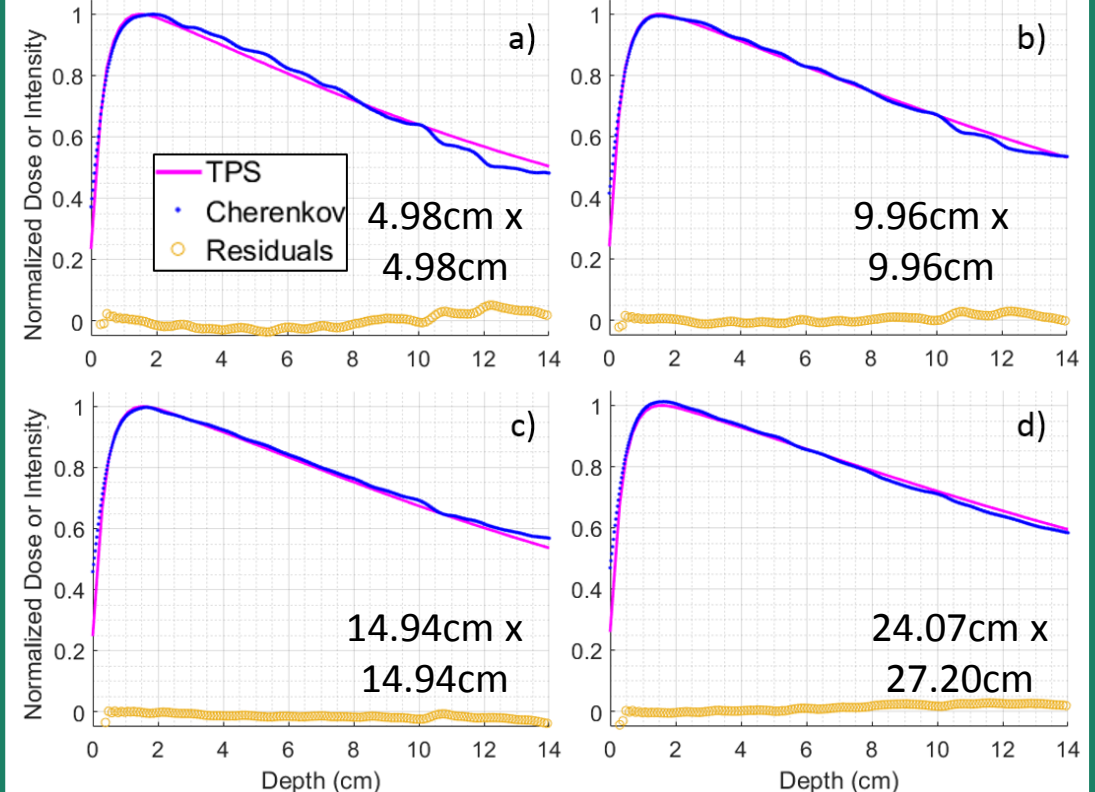 Normalized Dose or Intensity
1
0.8
0.6
0.4
0.2
0
0 2 4 6 8 10 12 14
a)
TPS
Cherenkov
Residuals
4.98cm x
4.98cm
1
0.8
0.6
0.4
0.2
0
0 2 4 6 8 10 12 14
b)
9.96cm x
9.96cm
Normalized Dose or Intensity
1
0.8
0.6
0.4
0.2
0
0 2 4 6 8 10 12 14
Depth (cm)
c)
14.94cm x
14.94cm
1
0.8
0.6
0.4
0.2
0
0 2 4 6 8 10 12 14
Depth (cm)
d)
24.07cm x
27.20cm